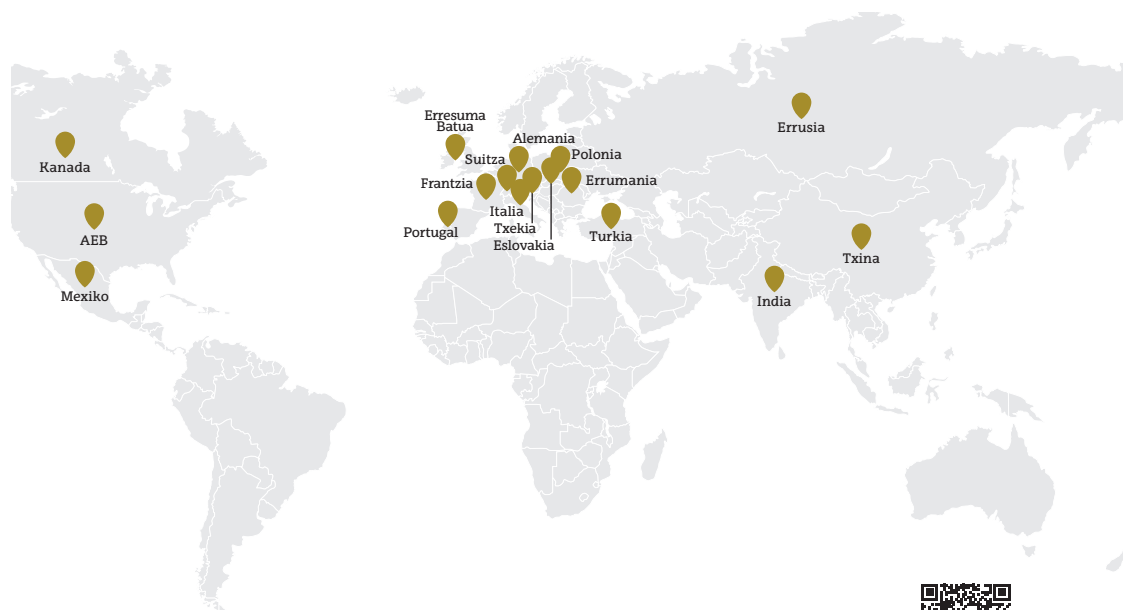 Errusia
Erresuma
Batua
Alemania
Kanada
Suitza
Polonia
Frantzia
Errumania
Italia
Portugal
Txekia
AEB
Turkia
Eslovakia
Txina
Mexiko
India